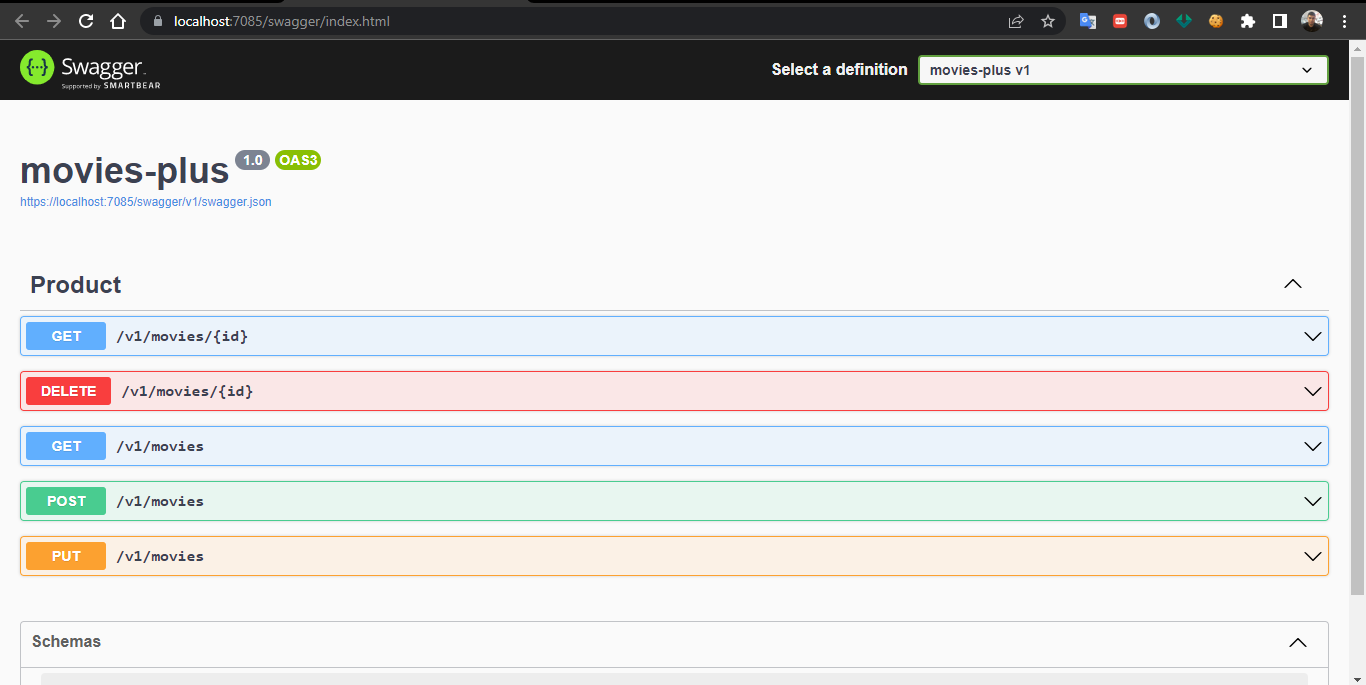 localhost:7085/swagger/index.html
Swagger
Supported by SMARTBEAR
Select a definition
movies-plus v1
movies-plus 1.0 OAS3
https://localhost:7085/swagger/v1/swagger.json
Product
GET /v1/movies/{id}
DELETE /v1/movies/{id}
GET /v1/movies
POST /v1/movies
PUT /v1/movies
Schemas